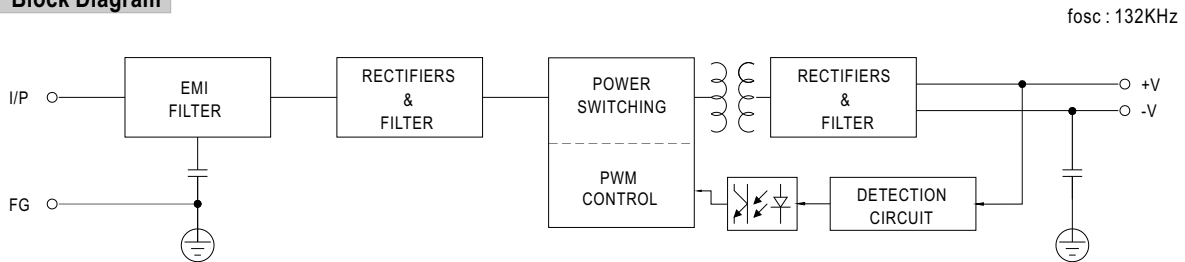 Block Diagram
fosc : 132KHz
I/P
EMI
FILTER
RECTIFIERS
&
FILTER
POWER
SWITCHING
PWM
CONTROL
RECTIFIERS
&
FILTER
+V
-V
DETECTION
CIRCUIT
FG